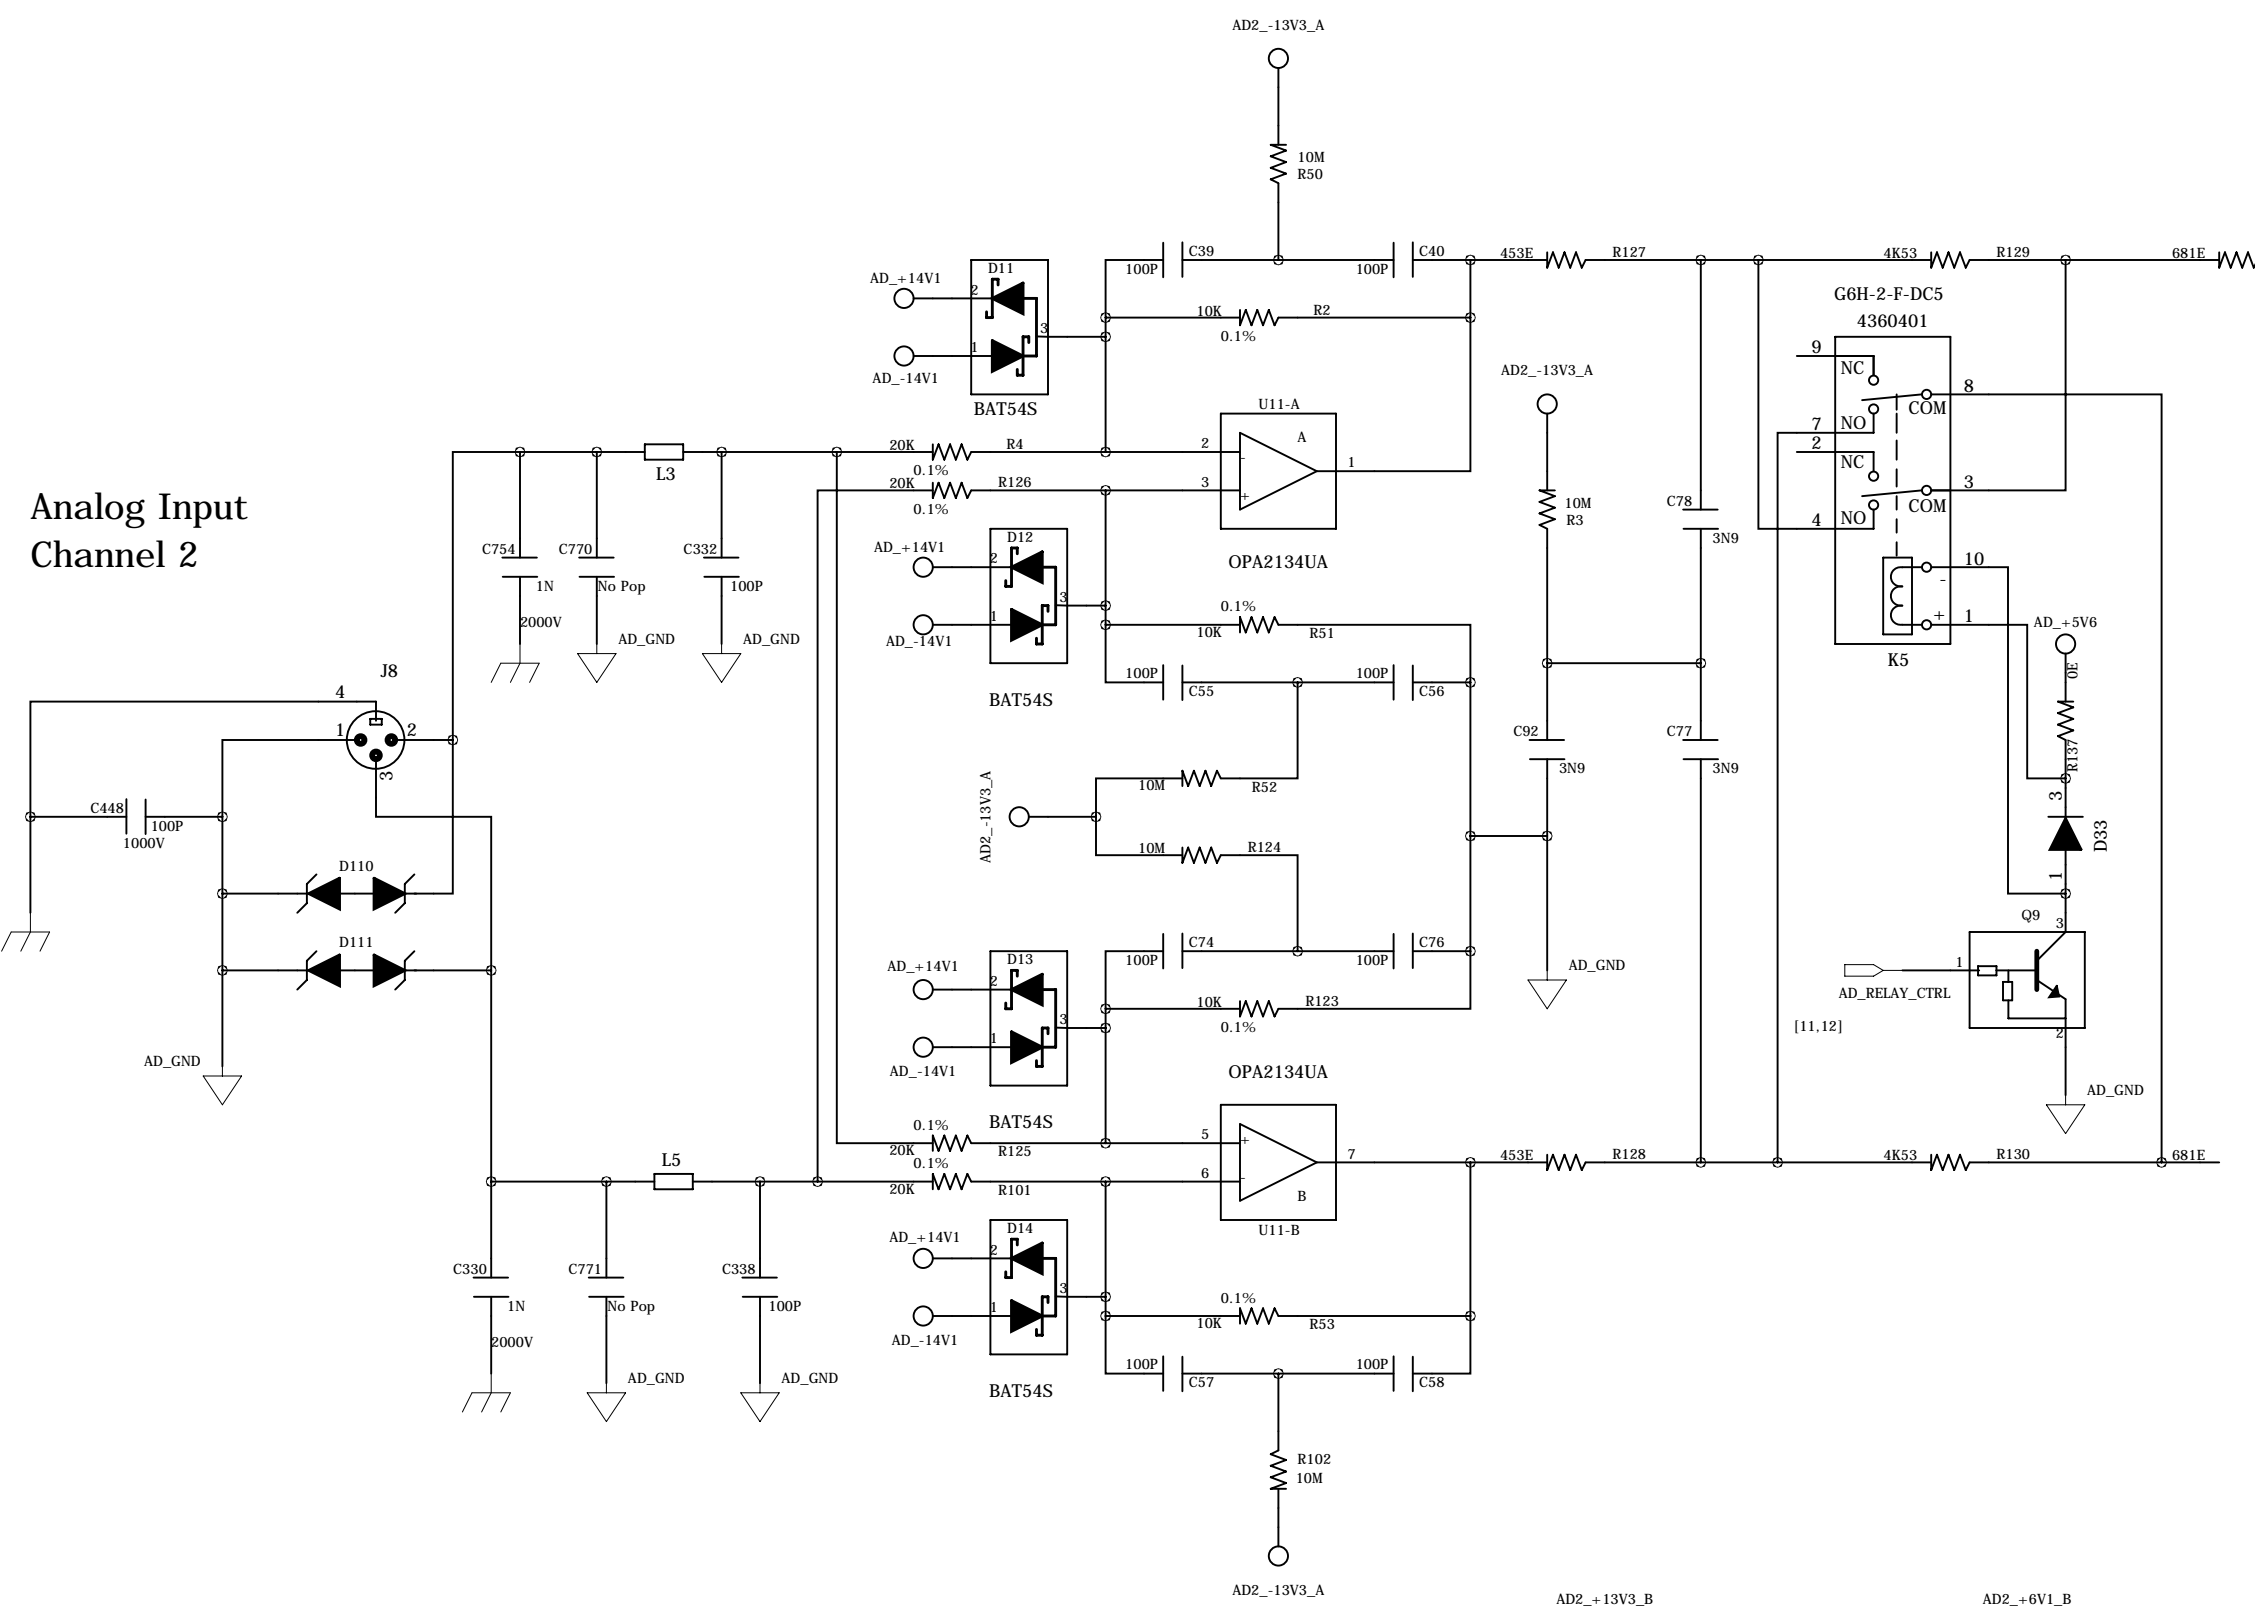 AD2_-13V3_A
10M
R50
C39
100P
C40
100P
453E
R127
4K53
R129
681E
D11
AD_+14V1
2
3
1
AD_-14V1
BAT54S
10K
R2
0.1%
G6H-2-F-DC5
4360401
9
NC
8
COM
7
NO
2
NC
3
COM
4
NO
10
-
+
1
K5
AD2_-13V3_A
U11-A
A
20K
R4
2
-
1
0.1%
20K
R126
3
+
0.1%
OPA2134UA
10M
R3
C78
3N9
Analog Input
Channel 2
L3
C754
1N
2000V
C770
No Pop
AD_GND
C332
100P
AD_GND
D12
AD_+14V1
2
3
1
AD_-14V1
BAT54S
0.1%
10K
R51
100P
C55
100P
C56
AD_+5V6
0E
R137
J8
4
1
2
3
C92
3N9
C77
3N9
AD2_-13V3_A
10M
R52
10M
R124
C448
100P
1000V
3
D33
1
D110
D111
AD_GND
C74
100P
C76
100P
D13
AD_+14V1
2
3
1
AD_-14V1
BAT54S
10K
R123
0.1%
AD_GND
Q9
3
1
2
AD_RELAY_CTRL
[11,12]
AD_GND
OPA2134UA
0.1%
20K
R125
5
+
7
0.1%
20K
R101
6
-
B
U11-B
453E
R128
4K53
R130
681E
L5
C330
1N
2000V
C771
No Pop
AD_GND
C338
100P
AD_GND
D14
AD_+14V1
2
3
1
AD_-14V1
BAT54S
0.1%
10K
R53
100P
C57
100P
C58
R102
10M
AD2_-13V3_A
AD2_+13V3_B
AD2_+6V1_B